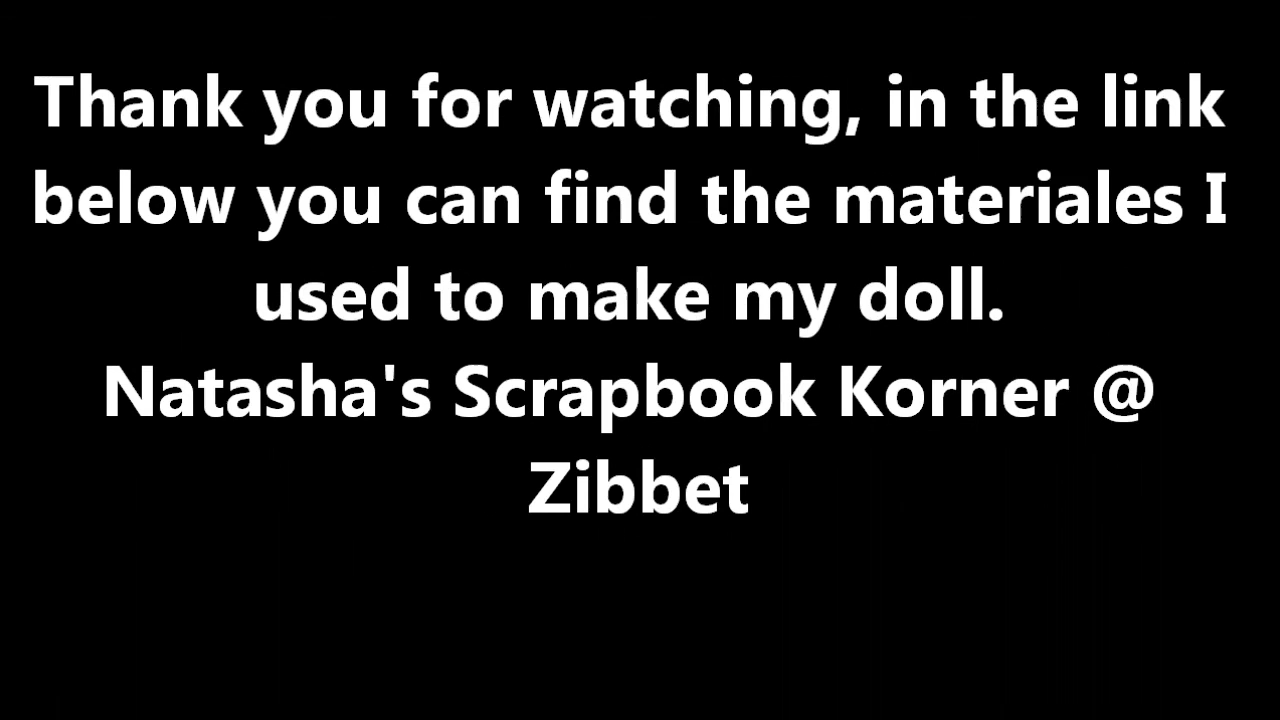 Thank you for watching, in the link
below you can find the materiales I
used to make my doll.
Natasha's Scrapbook Korner @
Zibbet